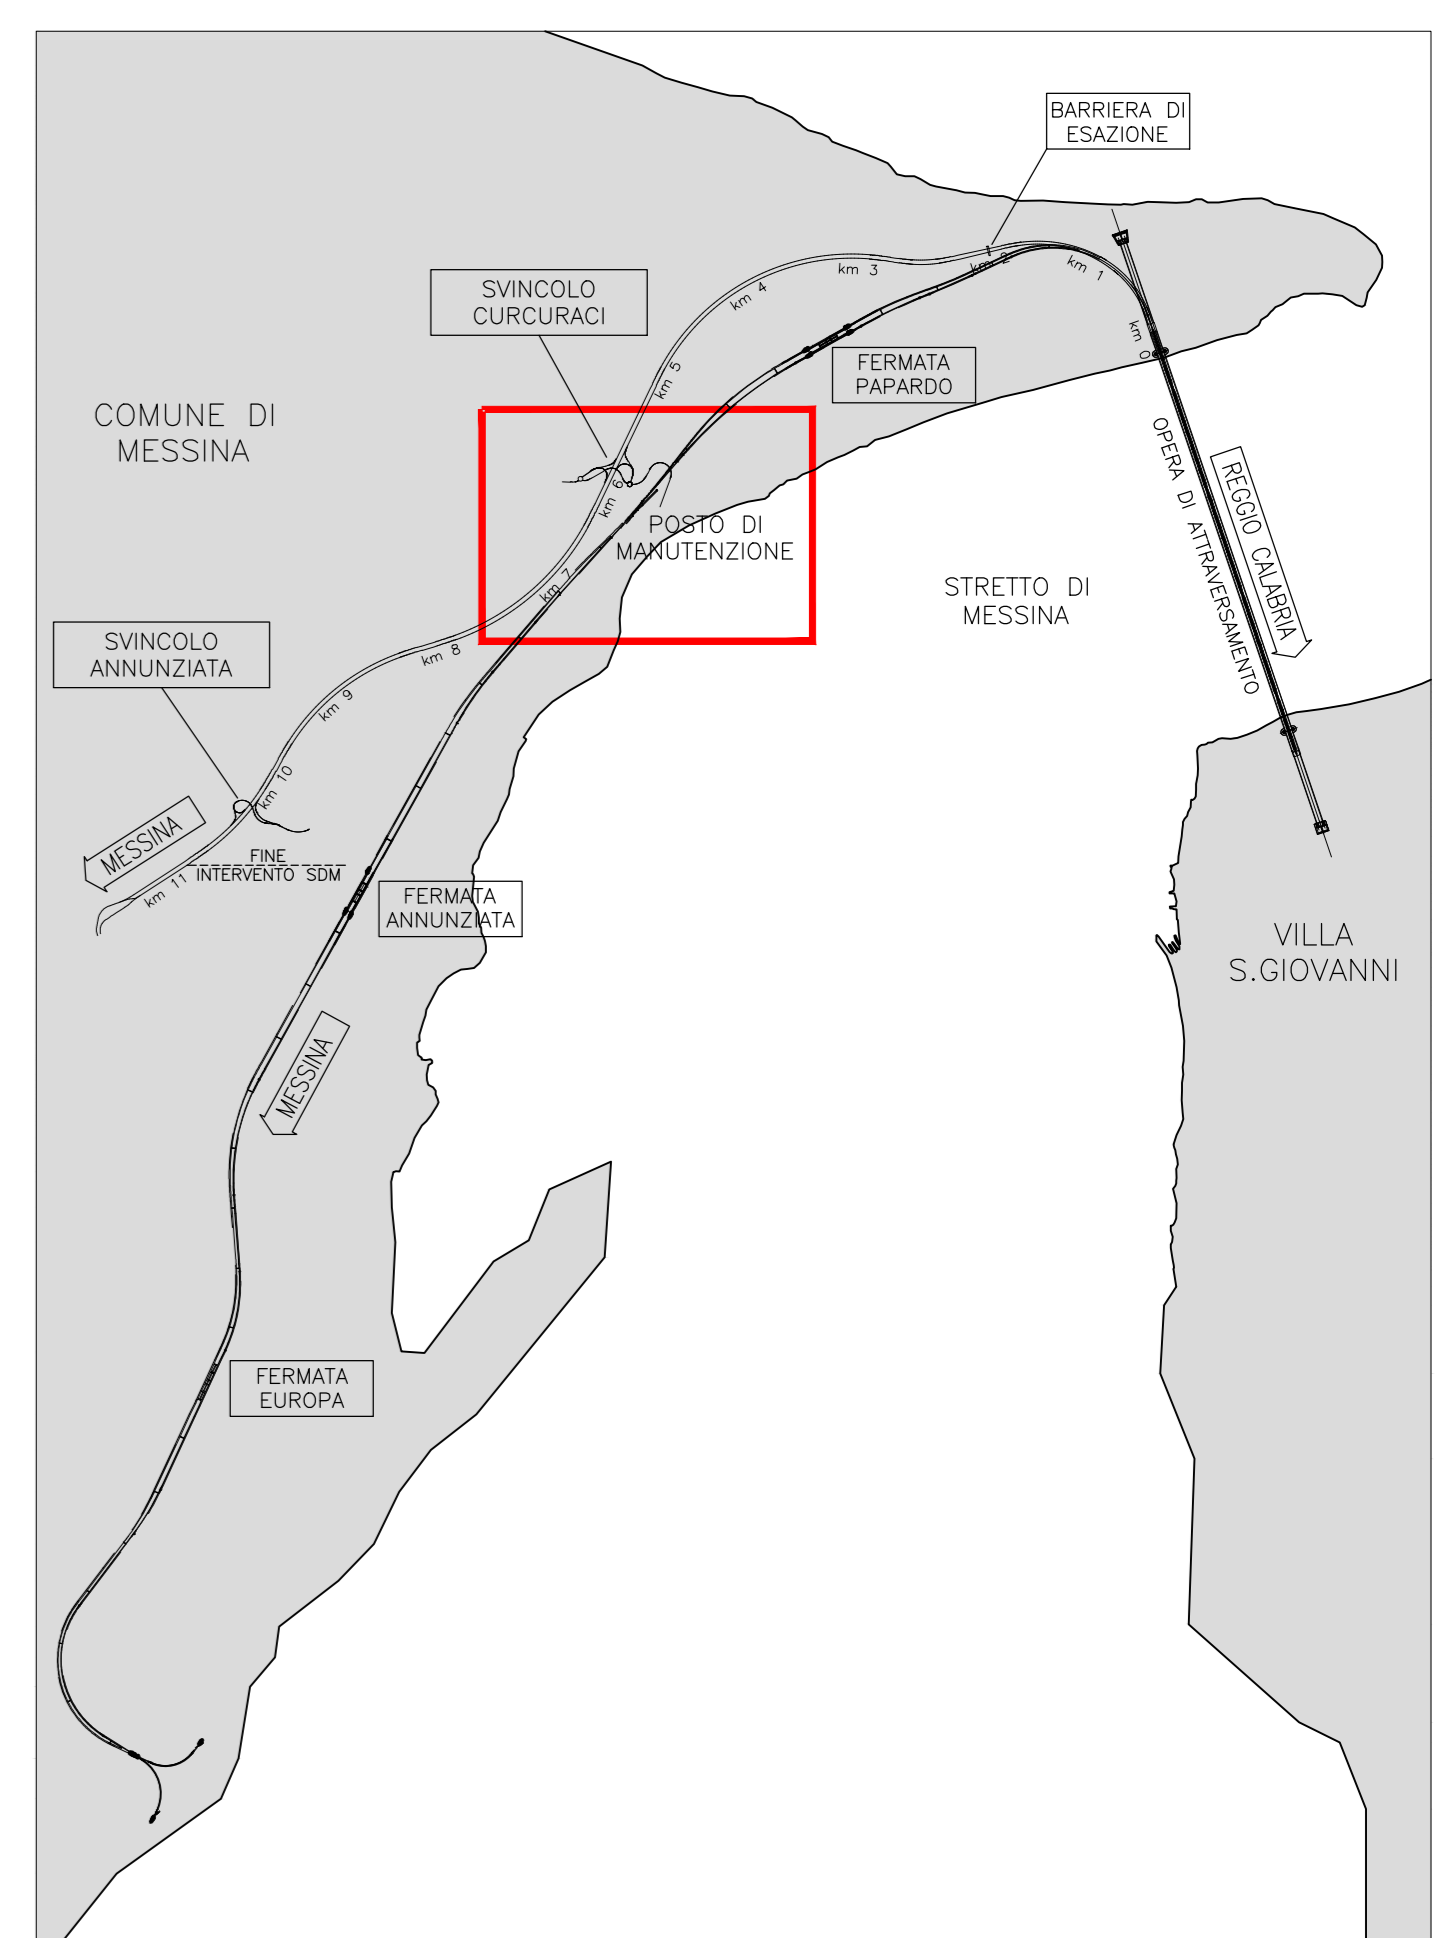 BARRIERA DI
ESAZIONE
km 2
km 1
km 3
km 4
km 0
SVINCOLO
CURCURACI
FERMATA
PAPARDO
km 5
COMUNE DI
MESSINA
OPERA DI ATTRAVERSAMENTO
REGGIO CALABRIA
km 6
POSTO DI
MANUTENZIONE
km 7
STRETTO DI
MESSINA
SVINCOLO
ANNUNZIATA
km 8
km 9
km 10
MESSINA
FINE
INTERVENTO SDM
km 11
FERMATA
ANNUNZIATA
VILLA
S.GIOVANNI
MESSINA
FERMATA
EUROPA